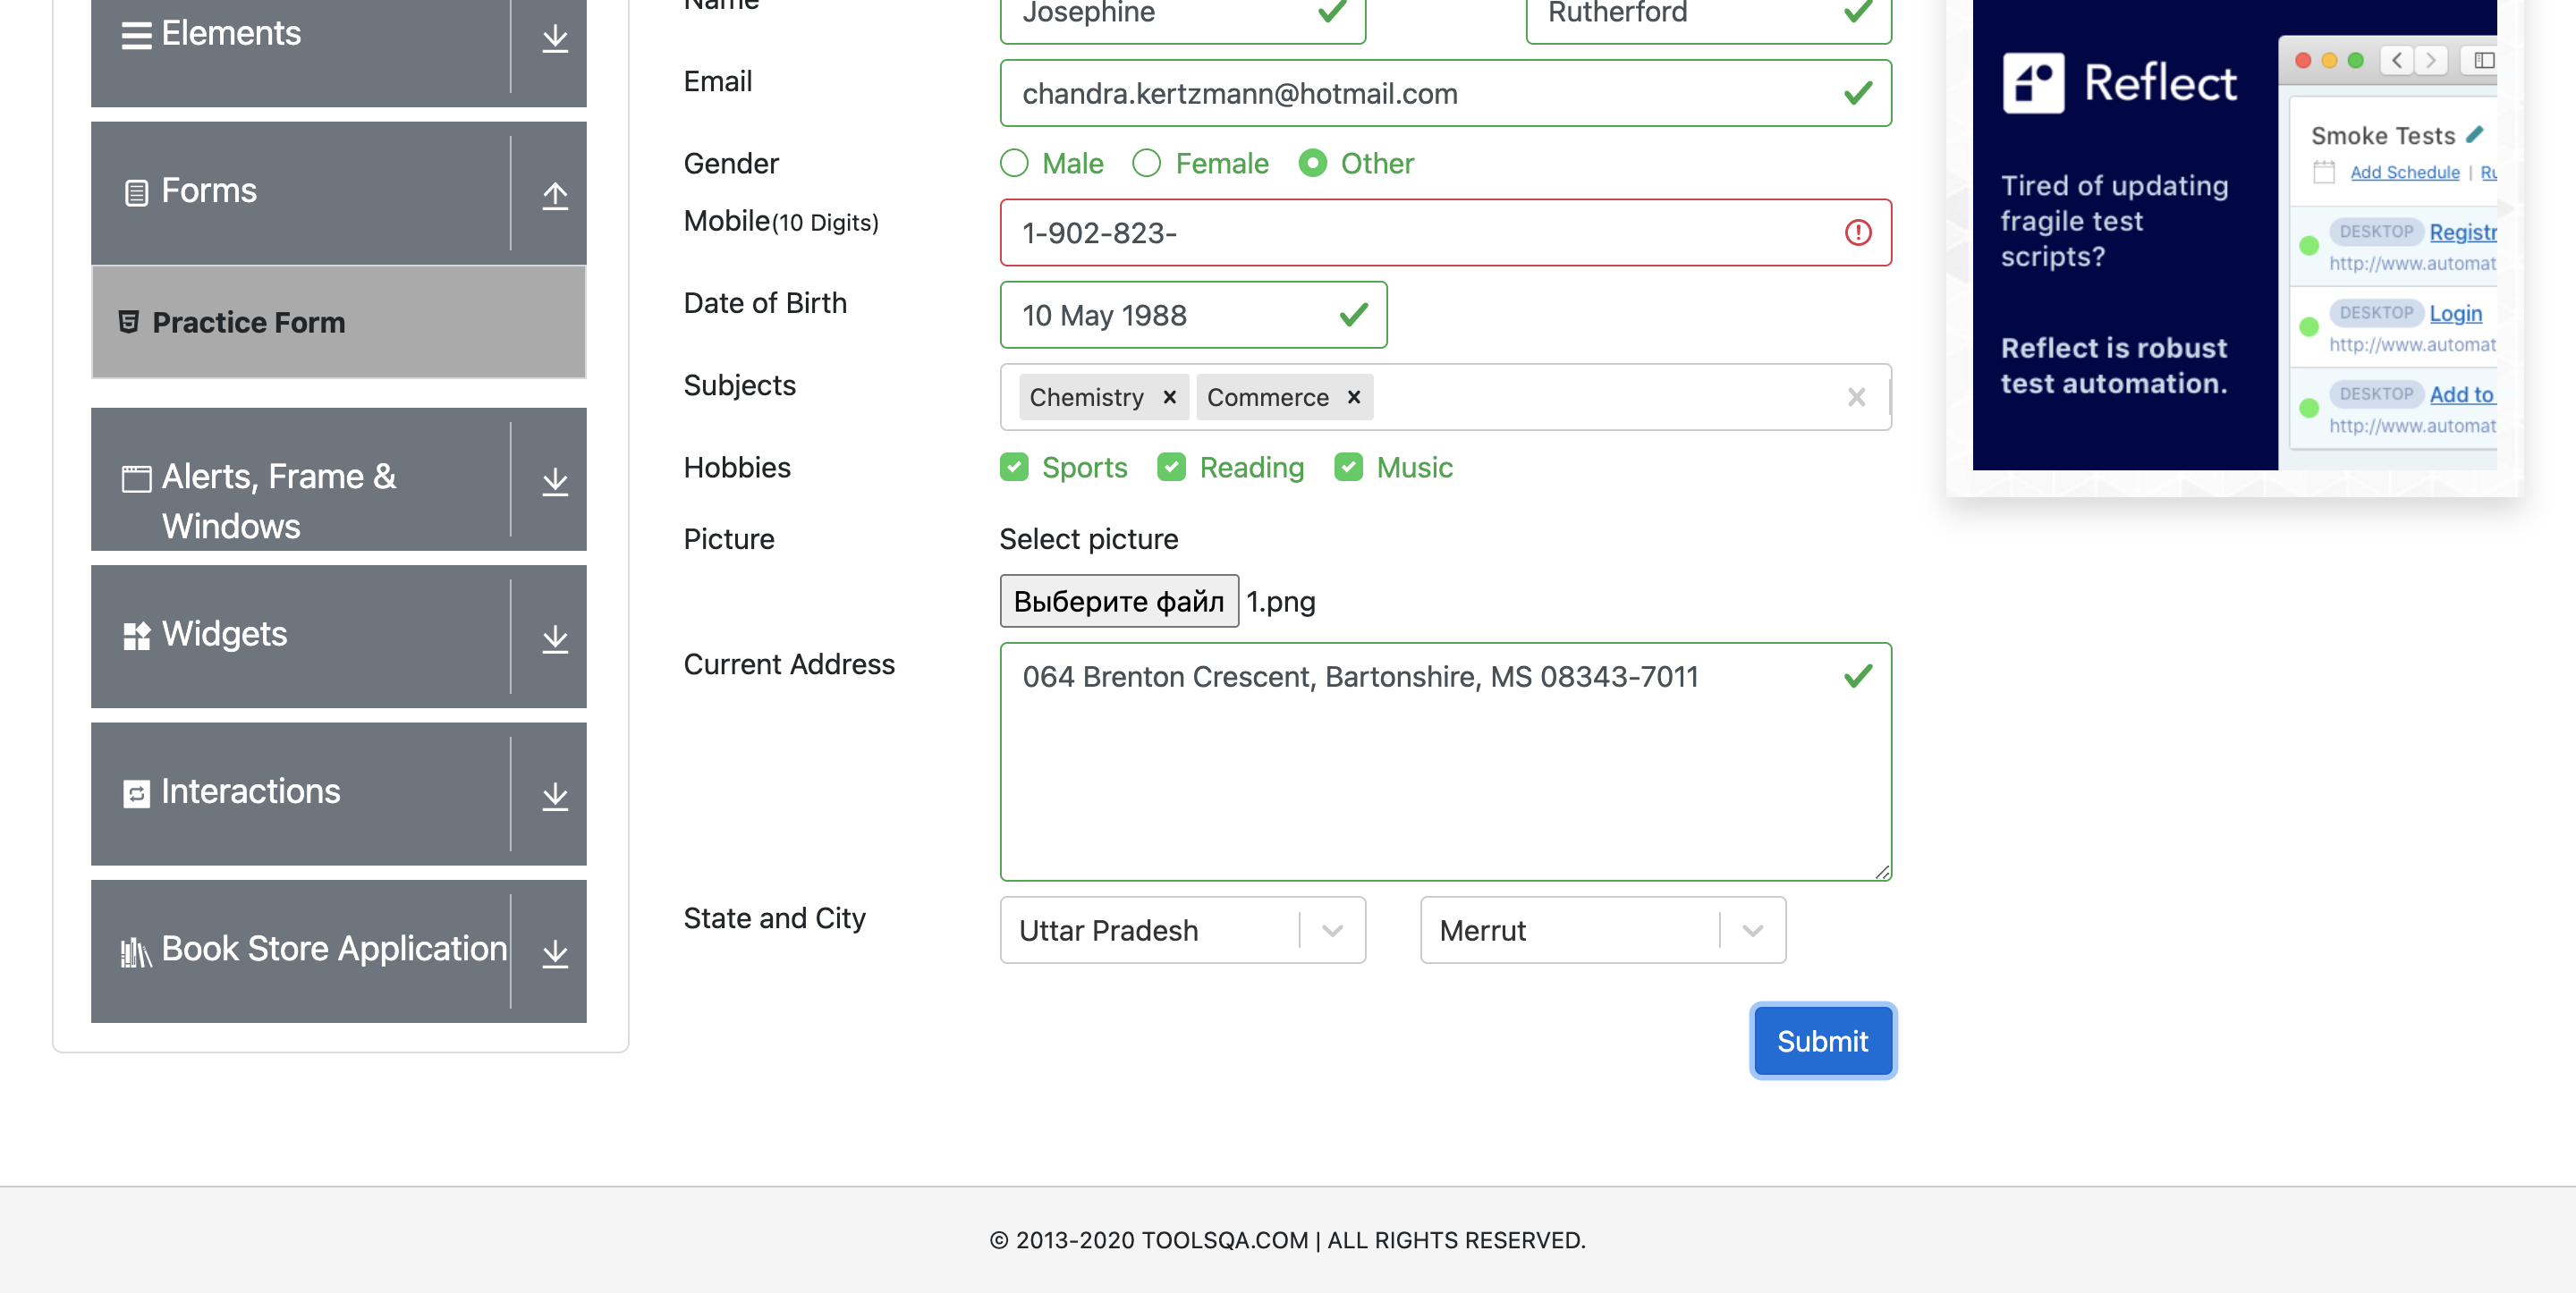 Elements
Forms
Practice Form
Alerts, Frame &
Windows
Widgets
Interactions
Book Store Application
Name
Josephine
Rutherford
Email
chandra.kertzmann@hotmail.com
Gender
Male
Female
Other
Mobile(10 Digits)
1-902-823-
Date of Birth
10 May 1988
Subjects
Chemistry
Commerce
Hobbies
Sports
Reading
Music
Picture
Select picture
Выберите файл 1.png
Current Address
064 Brenton Crescent, Bartonshire, MS 08343-7011
State and City
Uttar Pradesh
Merrut
Submit
Reflect
Tired of updating
fragile test
scripts?
Reflect is robust
test automation.
Smoke Tests
Add Schedule | Ru
DESKTOP Registr
http://www.automat
DESKTOP Login
http://www.automat
DESKTOP Add to
http://www.automat
© 2013-2020 TOOLSQA.COM | ALL RIGHTS RESERVED.